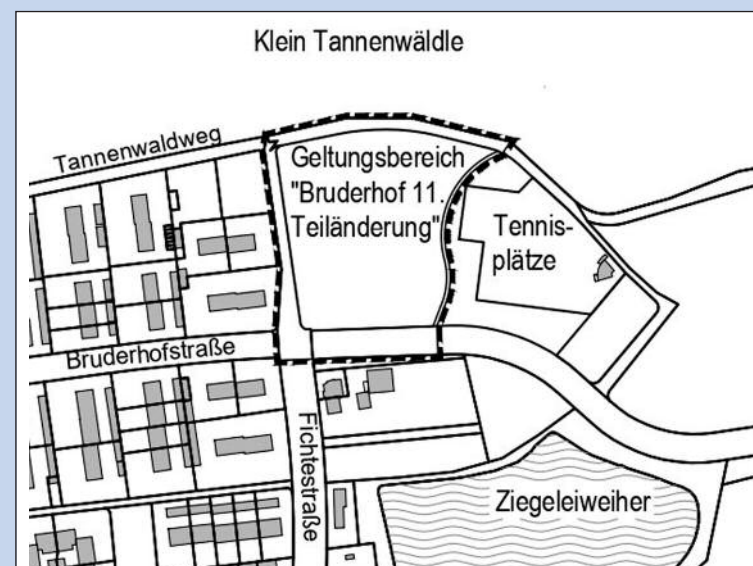 Klein Tannenwäldle
Tannenwaldweg
Geltungsbereich
"Bruderhof 11.
Teiländerung"
Tennis-
plätze
Bruderhofstraße
Fichtestraße
Ziegeleiweiher